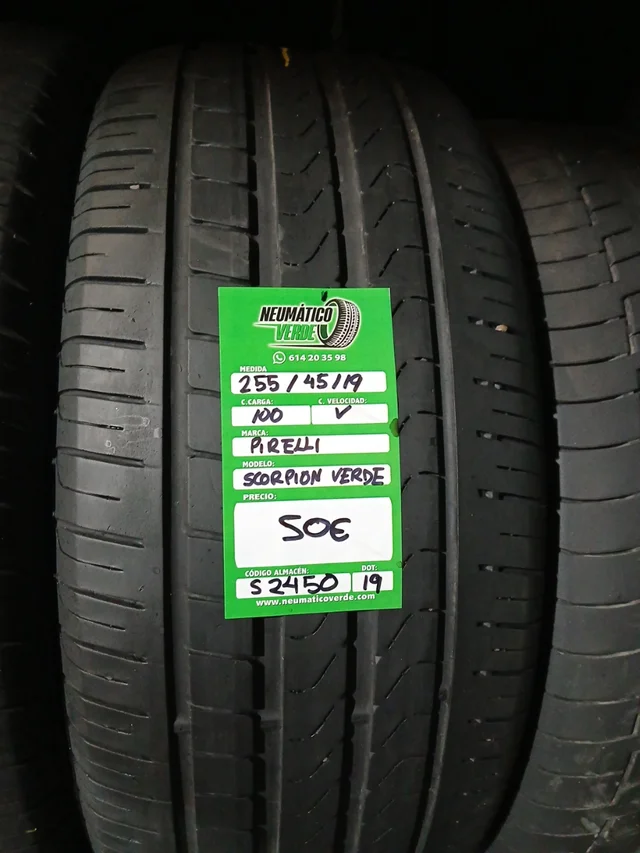 NEUMÁTICO
VERDE
614 20 35 98
MEDIDA
255/45/19
C.CARGA: C. VELOCIDAD:
100 V
MARCA:
PIRELLI
MODELO:
SCORPION VERDE
PRECIO:
50€
CÓDIGO ALMACÉN: DOT:
S2450 19
www.neumaticoverde.com